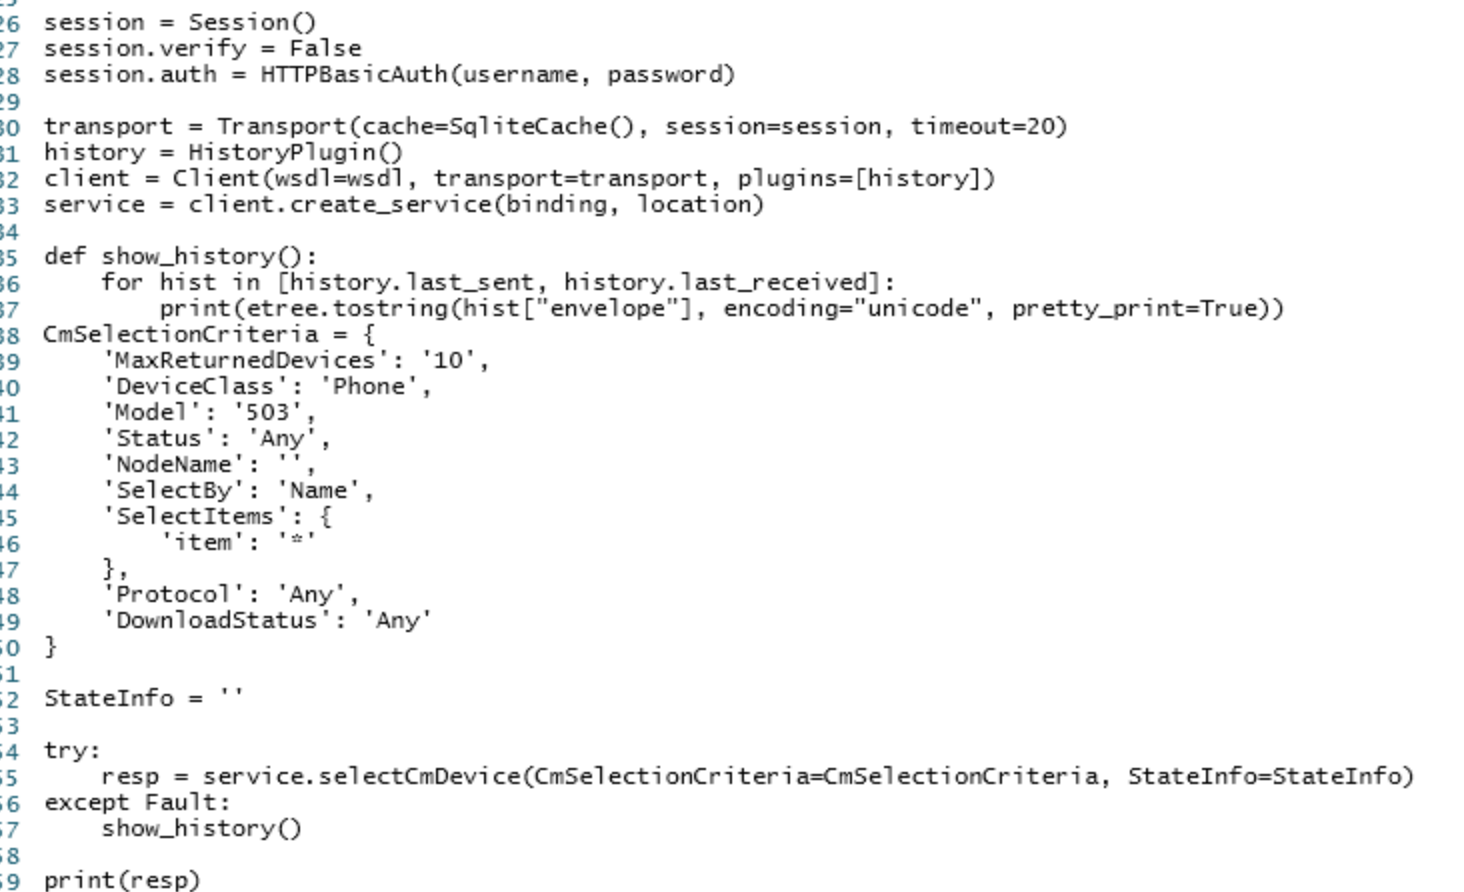 26 session = Session()
27 session.verify = False
28 session.auth = HTTPBasicAuth(username, password)
29
30 transport = Transport(cache=SqliteCache(), session=session, timeout=20)
31 history = HistoryPlugin()
32 client = Client(wsdl=wsdl, transport=transport, plugins=[history])
33 service = client.create_service(binding, location)
34
35 def show_history():
36     for hist in [history.last_sent, history.last_received]:
37         print(etree.tostring(hist["envelope"], encoding="unicode", pretty_print=True))
38 CmSelectionCriteria = {
39     'MaxReturnedDevices': '10',
40     'DeviceClass': 'Phone',
41     'Model': '503',
42     'Status': 'Any',
43     'NodeName': '',
44     'SelectBy': 'Name',
45     'SelectItems': {
46         'item': '*'
47     },
48     'Protocol': 'Any',
49     'DownloadStatus': 'Any'
50 }
51
52 StateInfo = ''
53
54 try:
55     resp = service.selectCmDevice(CmSelectionCriteria=CmSelectionCriteria, StateInfo=StateInfo)
56 except Fault:
57     show_history()
58
59 print(resp)